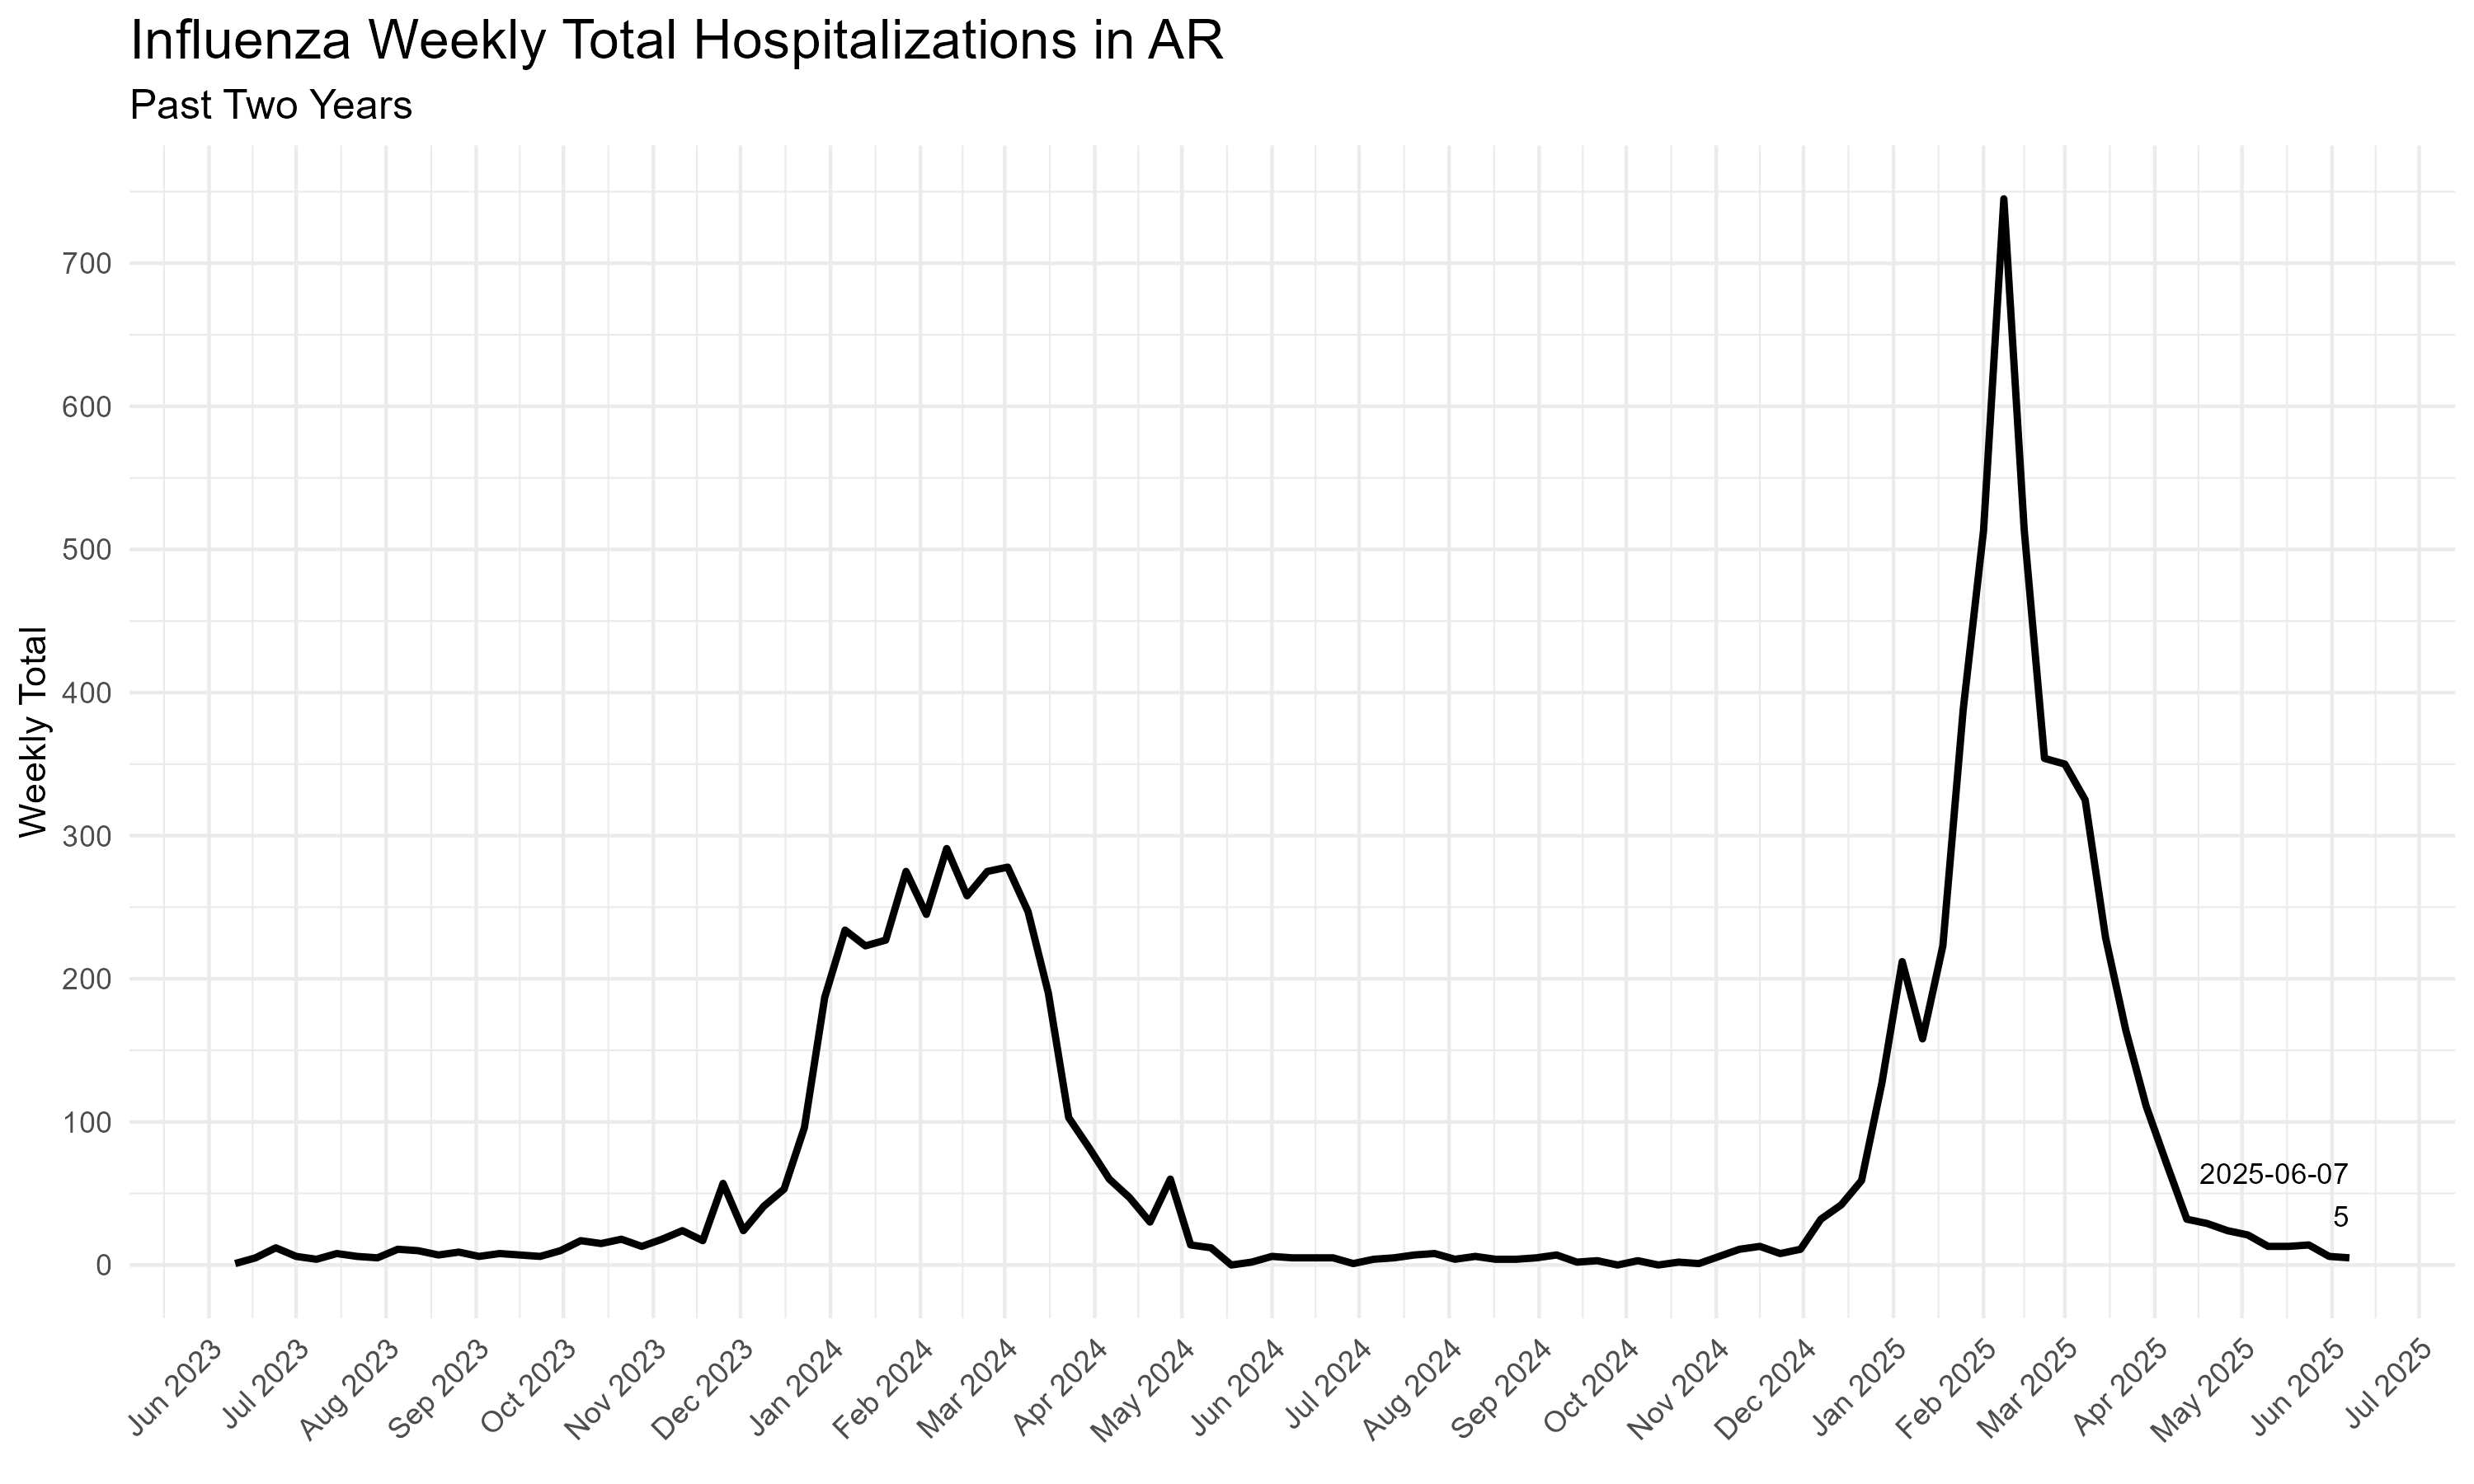 Influenza Weekly Total Hospitalizations in AR
Past Two Years
Weekly Total
700
600
500
400
300
200
100
0
2025-06-07
5
Jun 2023
Jul 2023
Aug 2023
Sep 2023
Oct 2023
Nov 2023
Dec 2023
Jan 2024
Feb 2024
Mar 2024
Apr 2024
May 2024
Jun 2024
Jul 2024
Aug 2024
Sep 2024
Oct 2024
Nov 2024
Dec 2024
Jan 2025
Feb 2025
Mar 2025
Apr 2025
May 2025
Jun 2025
Jul 2025